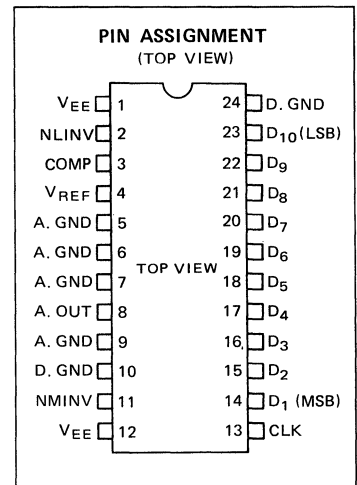 PIN ASSIGNMENT
(TOP VIEW)
VEE 1 24 D. GND
NLINV 2 23 D10 (LSB)
COMP 3 22 D9
VREF 4 21 D8
A. GND 5 20 D7
A. GND 6 19 D6
A. GND 7 TOP VIEW 18 D5
A. OUT 8 17 D4
A. GND 9 16 D3
D. GND 10 15 D2
NMINV 11 14 D1 (MSB)
VEE 12 13 CLK